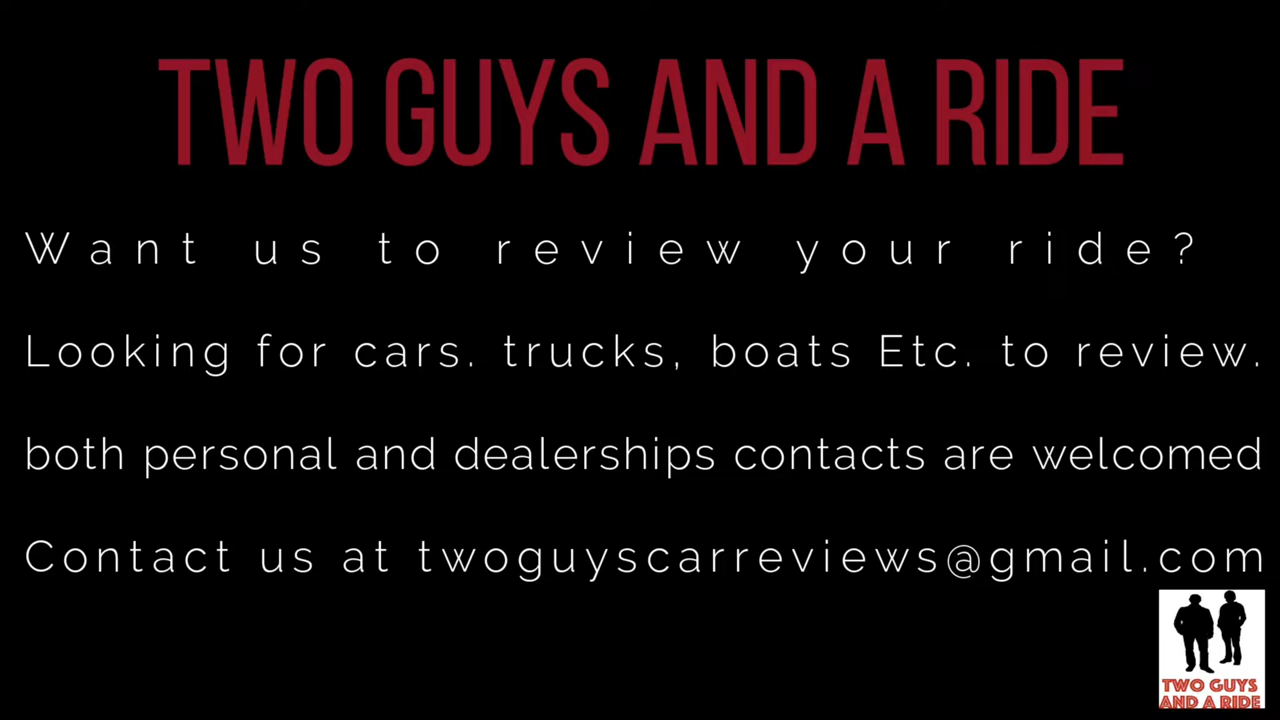 TWO GUYS AND A RIDE
Want us to review your ride?
Looking for cars. trucks, boats Etc. to review.
both personal and dealerships contacts are welcomed
Contact us at twoguyscarreviews@gmail.com
TWO GUYS
AND A RIDE